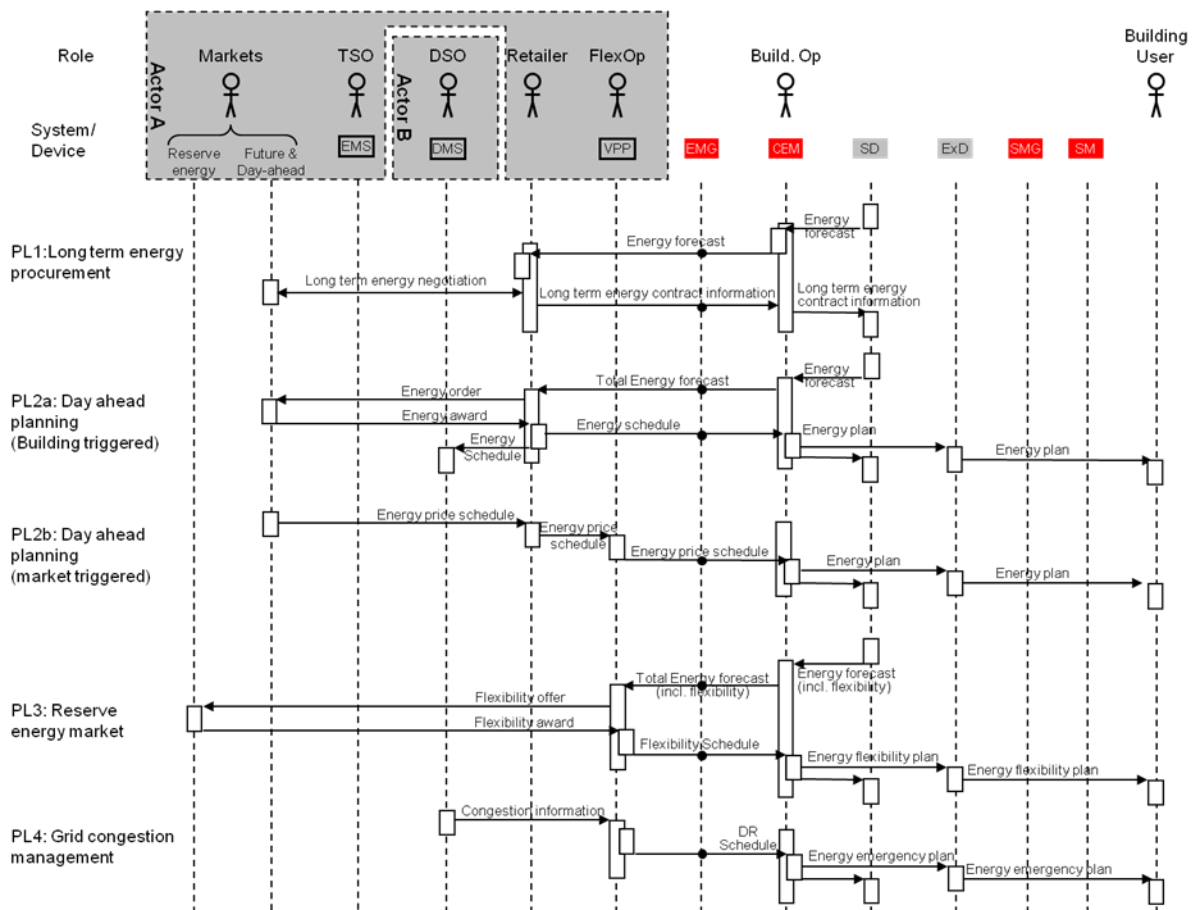 Role
Markets
TSO
DSO
Retailer
FlexOp
Build. Op
Building
User
Actor A
Actor B
System/
Device
Reserve
energy
Future &
Day-ahead
EMS
DMS
VPP
EMG
CEM
SD
ExD
SMG
SM
PL1:Long term energy
procurement
Energy
forecast
Energy forecast
Long term energy negotiation
Long term energy contract information
Long term energy
contract information
PL2a: Day ahead
planning
(Building triggered)
Energy
forecast
Total Energy forecast
Energy order
Energy award
Energy schedule
Energy
Schedule
Energy plan
Energy plan
PL2b: Day ahead
planning
(market triggered)
Energy price schedule
Energy price
schedule
Energy price schedule
Energy plan
Energy plan
PL3: Reserve
energy market
Energy forecast
(incl. flexibility)
Total Energy forecast
(incl. flexibility)
Flexibility offer
Flexibility award
Flexibility Schedule
Energy flexibility plan
Energy flexibility plan
PL4: Grid congestion
management
Congestion information
DR
Schedule
Energy emergency plan
Energy emergency plan